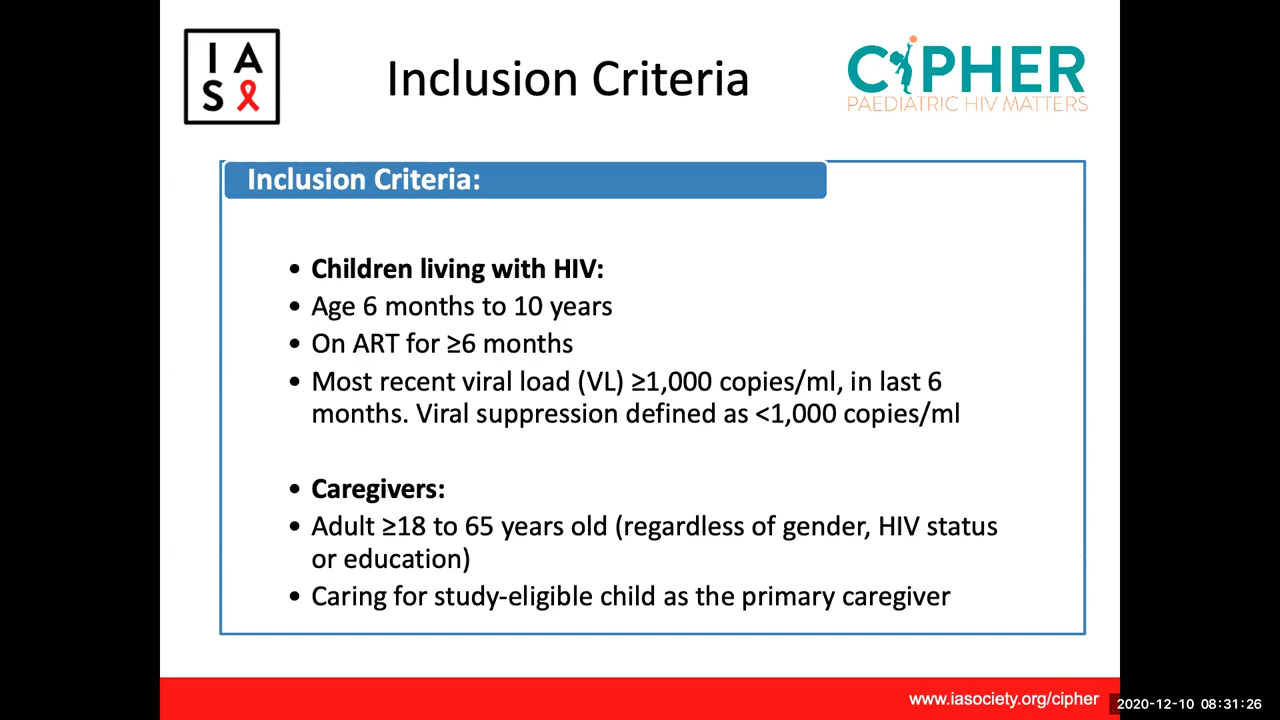 I A
S
Inclusion Criteria
CIPHER
PAEDIATRIC HIV MATTERS
Inclusion Criteria:
• Children living with HIV:
• Age 6 months to 10 years
• On ART for ≥6 months
• Most recent viral load (VL) ≥1,000 copies/ml, in last 6
months. Viral suppression defined as <1,000 copies/ml
• Caregivers:
• Adult ≥18 to 65 years old (regardless of gender, HIV status
or education)
• Caring for study-eligible child as the primary caregiver
www.iasociety.org/cipher
2020-12-10 08:31:26